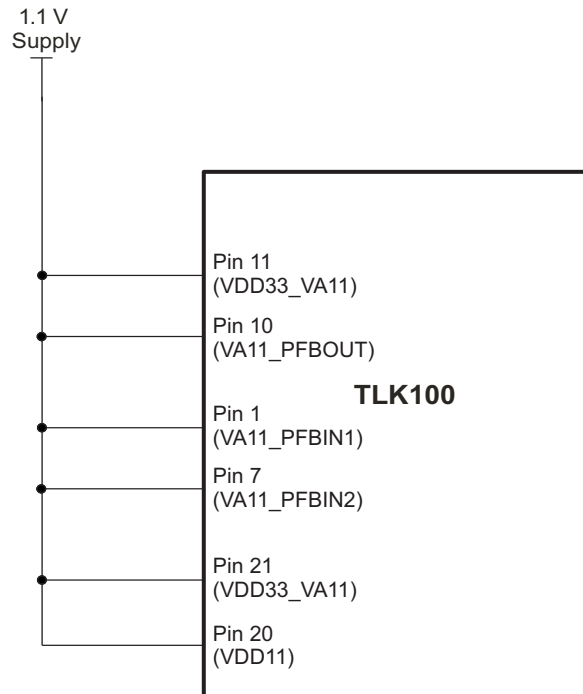 1.1 V
Supply
Pin 11
(VDD33_VA11)
Pin 10
(VA11_PFBOUT)
TLK100
Pin 1
(VA11_PFBIN1)
Pin 7
(VA11_PFBIN2)
Pin 21
(VDD33_VA11)
Pin 20
(VDD11)